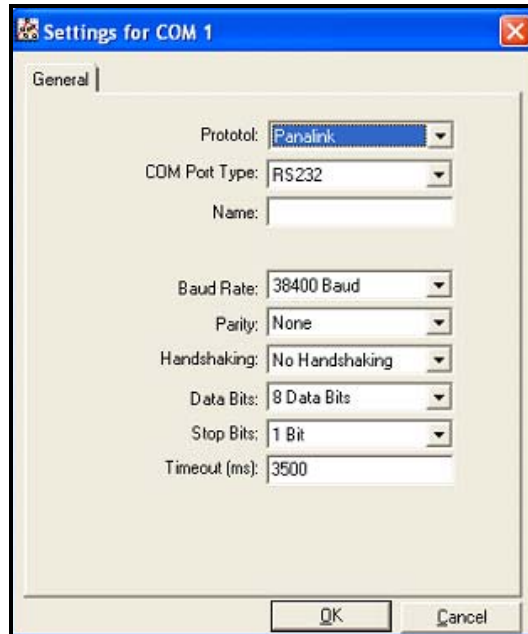 Settings for COM 1
General
Prototol: Panalink
COM Port Type: RS232
Name:
Baud Rate: 38400 Baud
Parity: None
Handshaking: No Handshaking
Data Bits: 8 Data Bits
Stop Bits: 1 Bit
Timeout (ms): 3500
OK Cancel